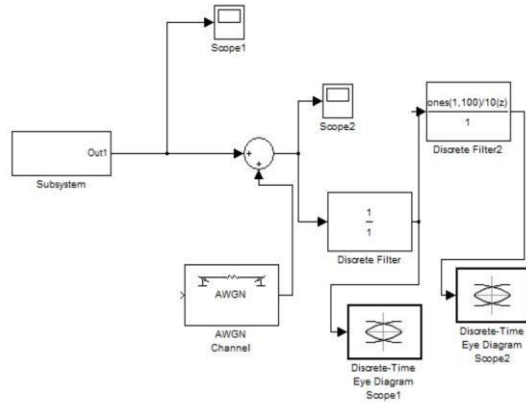 Scope1
Scope2
ones(1,100)/10(z)
1
Discrete Filter2
Out1
Subsystem
+
+
1
1
Discrete Filter
AWGN
AWGN
Channel
Discrete-Time
Eye Diagram
Scope1
Discrete-Time
Eye Diagram
Scope2